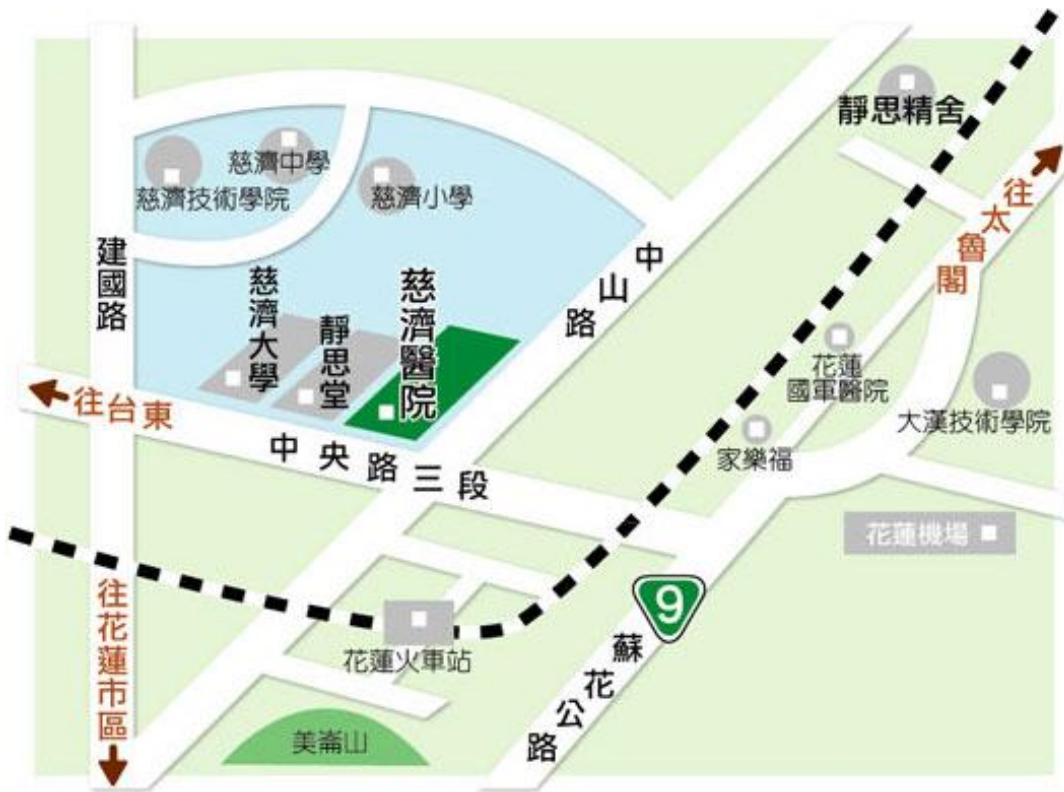 靜思精舍
慈濟中學
慈濟技術學院
慈濟小學
往太魯閣
建國路
中山路
慈濟大學
靜思堂
慈濟醫院
花蓮
國軍醫院
大漢技術學院
往台東
家樂福
中央路三段
花蓮機場
9
往花蓮市區
花蓮火車站
蘇花公路
美崙山